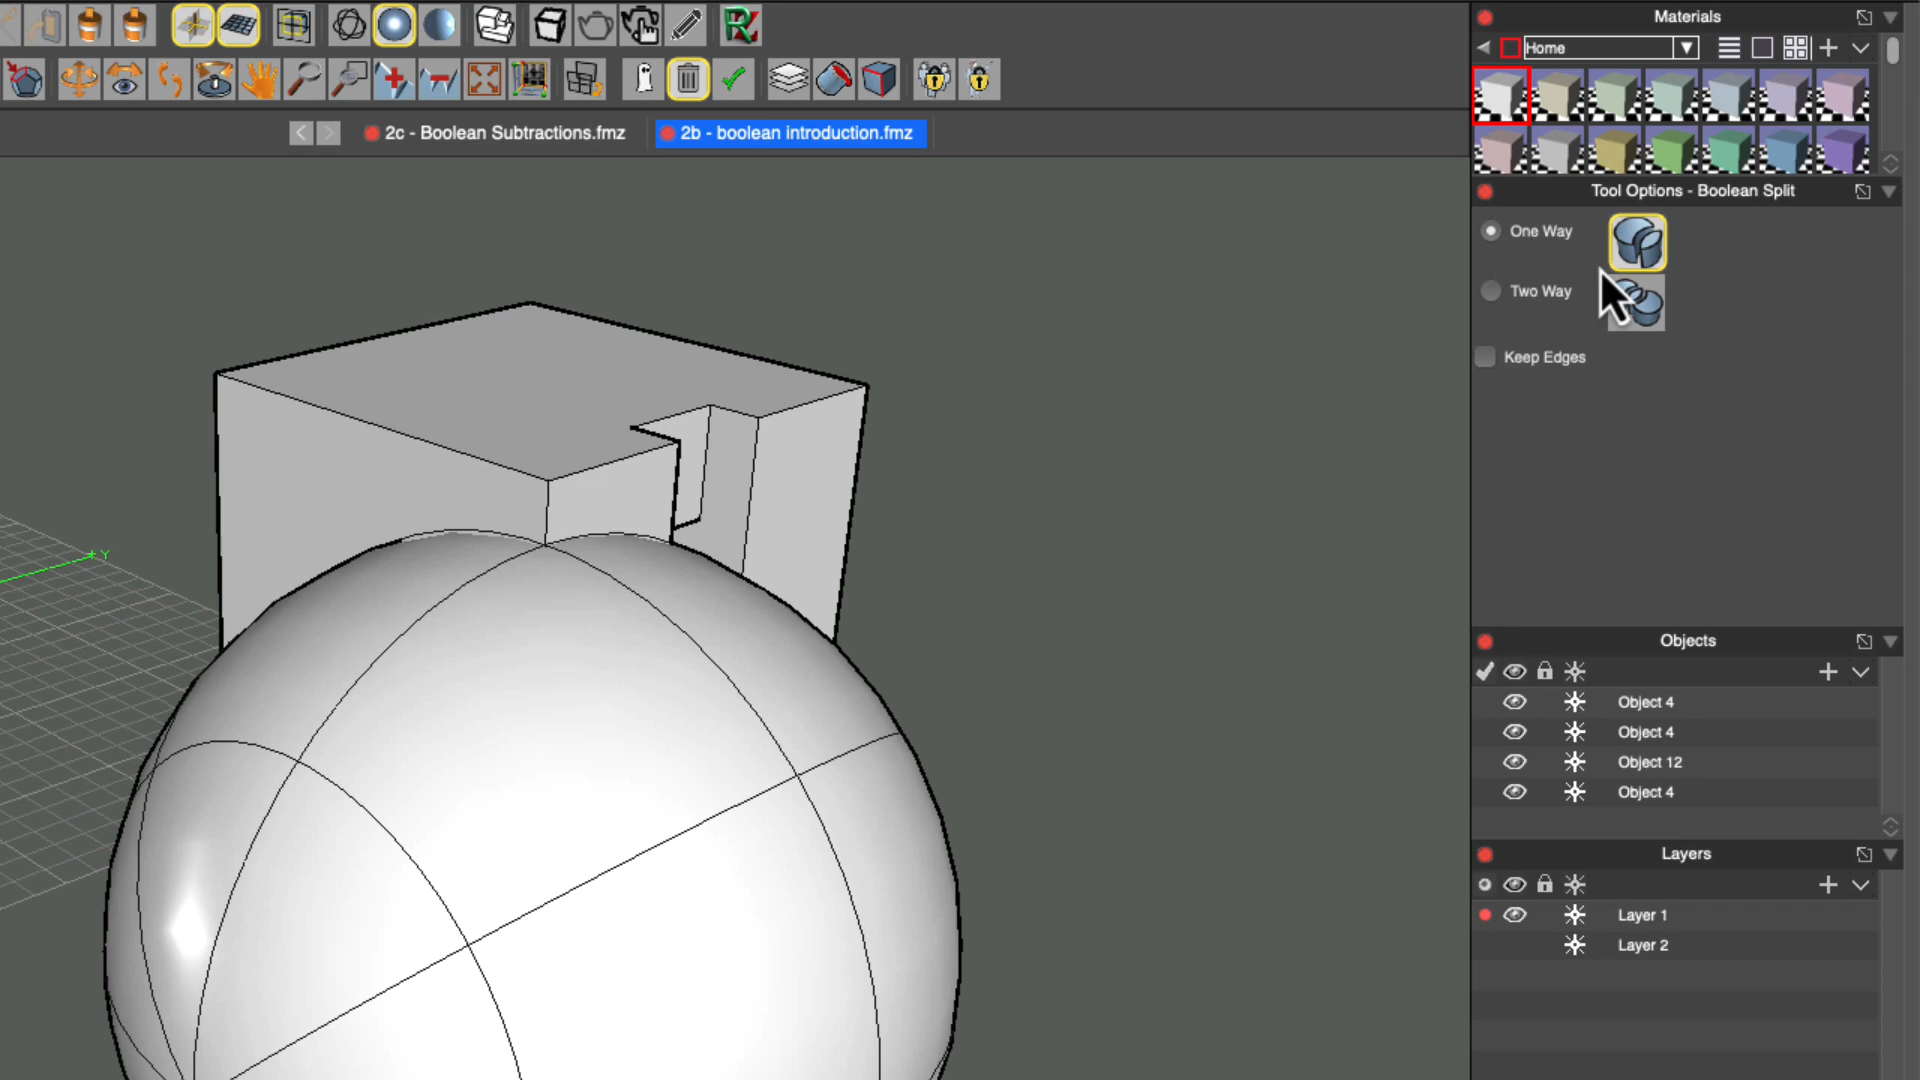 Materials
Home
2c - Boolean Subtractions.fmz
2b - boolean introduction.fmz
Tool Options - Boolean Split
One Way
Two Way
Keep Edges
Y
Objects
Object 4
Object 4
Object 12
Object 4
Layers
Layer 1
Layer 2